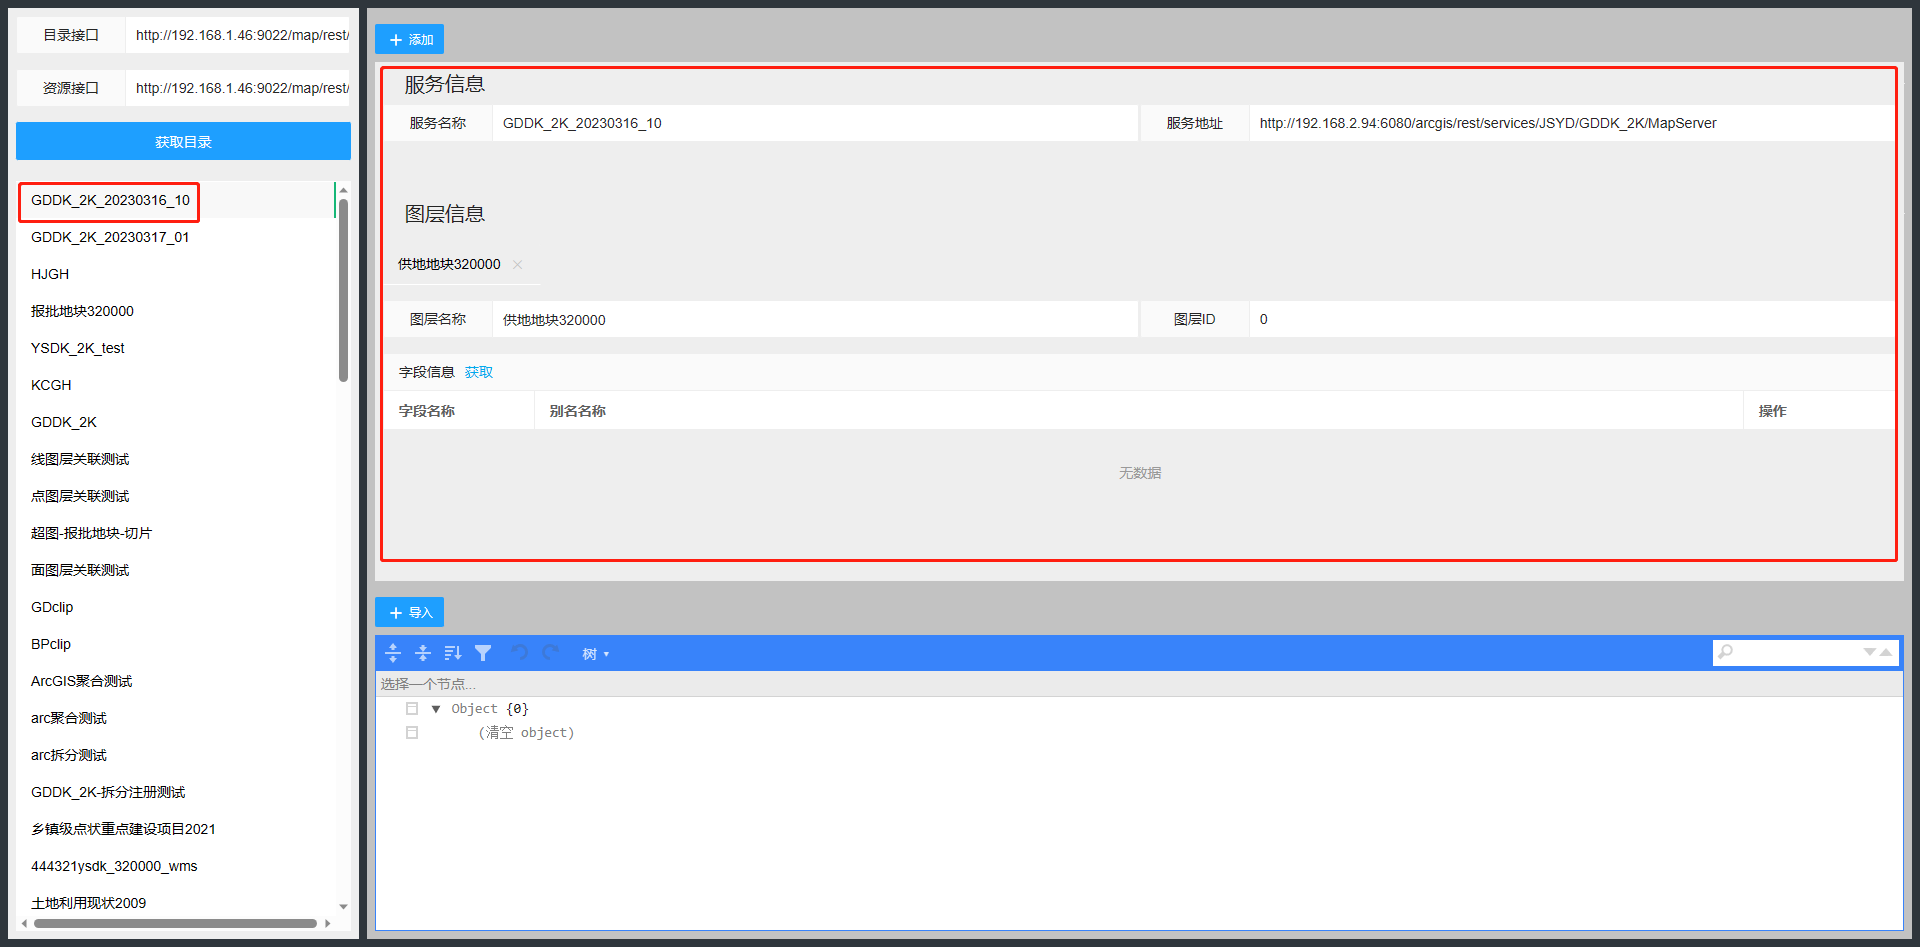 目录接口
http://192.168.1.46:9022/map/rest/
资源接口
http://192.168.1.46:9022/map/rest/
获取目录
GDDK_2K_20230316_10
GDDK_2K_20230317_01
HJGH
报批地块320000
YSDK_2K_test
KCGH
GDDK_2K
线图层关联测试
点图层关联测试
超图-报批地块-切片
面图层关联测试
GDclip
BPclip
ArcGIS聚合测试
arc聚合测试
arc拆分测试
GDDK_2K-拆分注册测试
乡镇级点状重点建设项目2021
444321ysdk_320000_wms
土地利用现状2009
添加
服务信息
服务名称 GDDK_2K_20230316_10 服务地址 http://192.168.2.94:6080/arcgis/rest/services/JSYD/GDDK_2K/MapServer
图层信息
供地地块320000
图层名称 供地地块320000 图层ID 0
字段信息 获取
字段名称 别名名称 操作
无数据
导入
树
选择一个节点...
Object {0}
(清空 object)